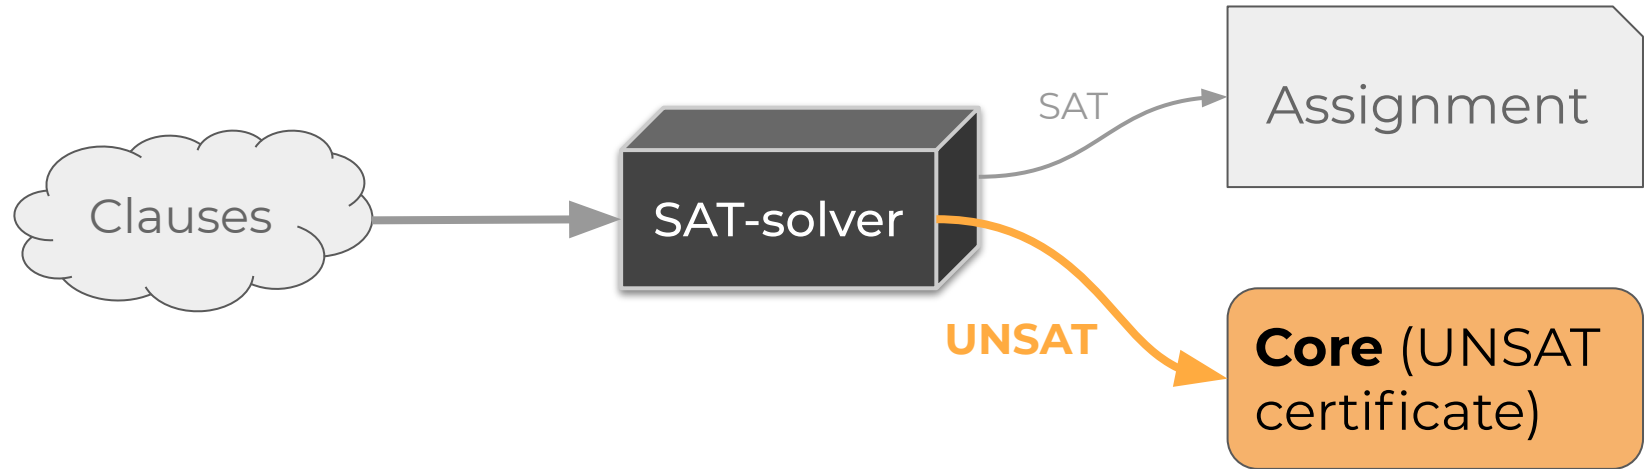 Clauses
SAT-solver
SAT
Assignment
UNSAT
Core (UNSAT
certificate)